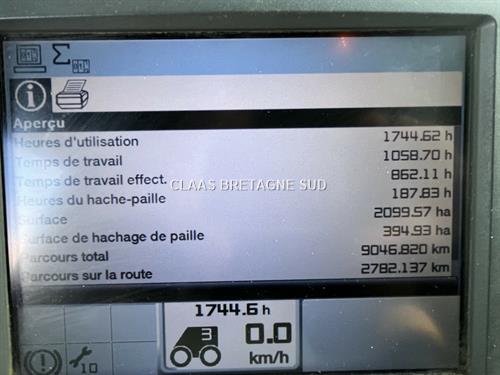 Aperçu
Heures d'utilisation 1744.62 h
Temps de travail 1058.70 h
Temps de travail effect. 862.11 h
Heures du hache-paille 187.83 h
Surface 2099.57 ha
Surface de hachage de paille 394.93 ha
Parcours total 9046.820 km
Parcours sur la route 2782.137 km
CLAAS BRETAGNE SUD
1744.6 h
3
0.0
km/h
10